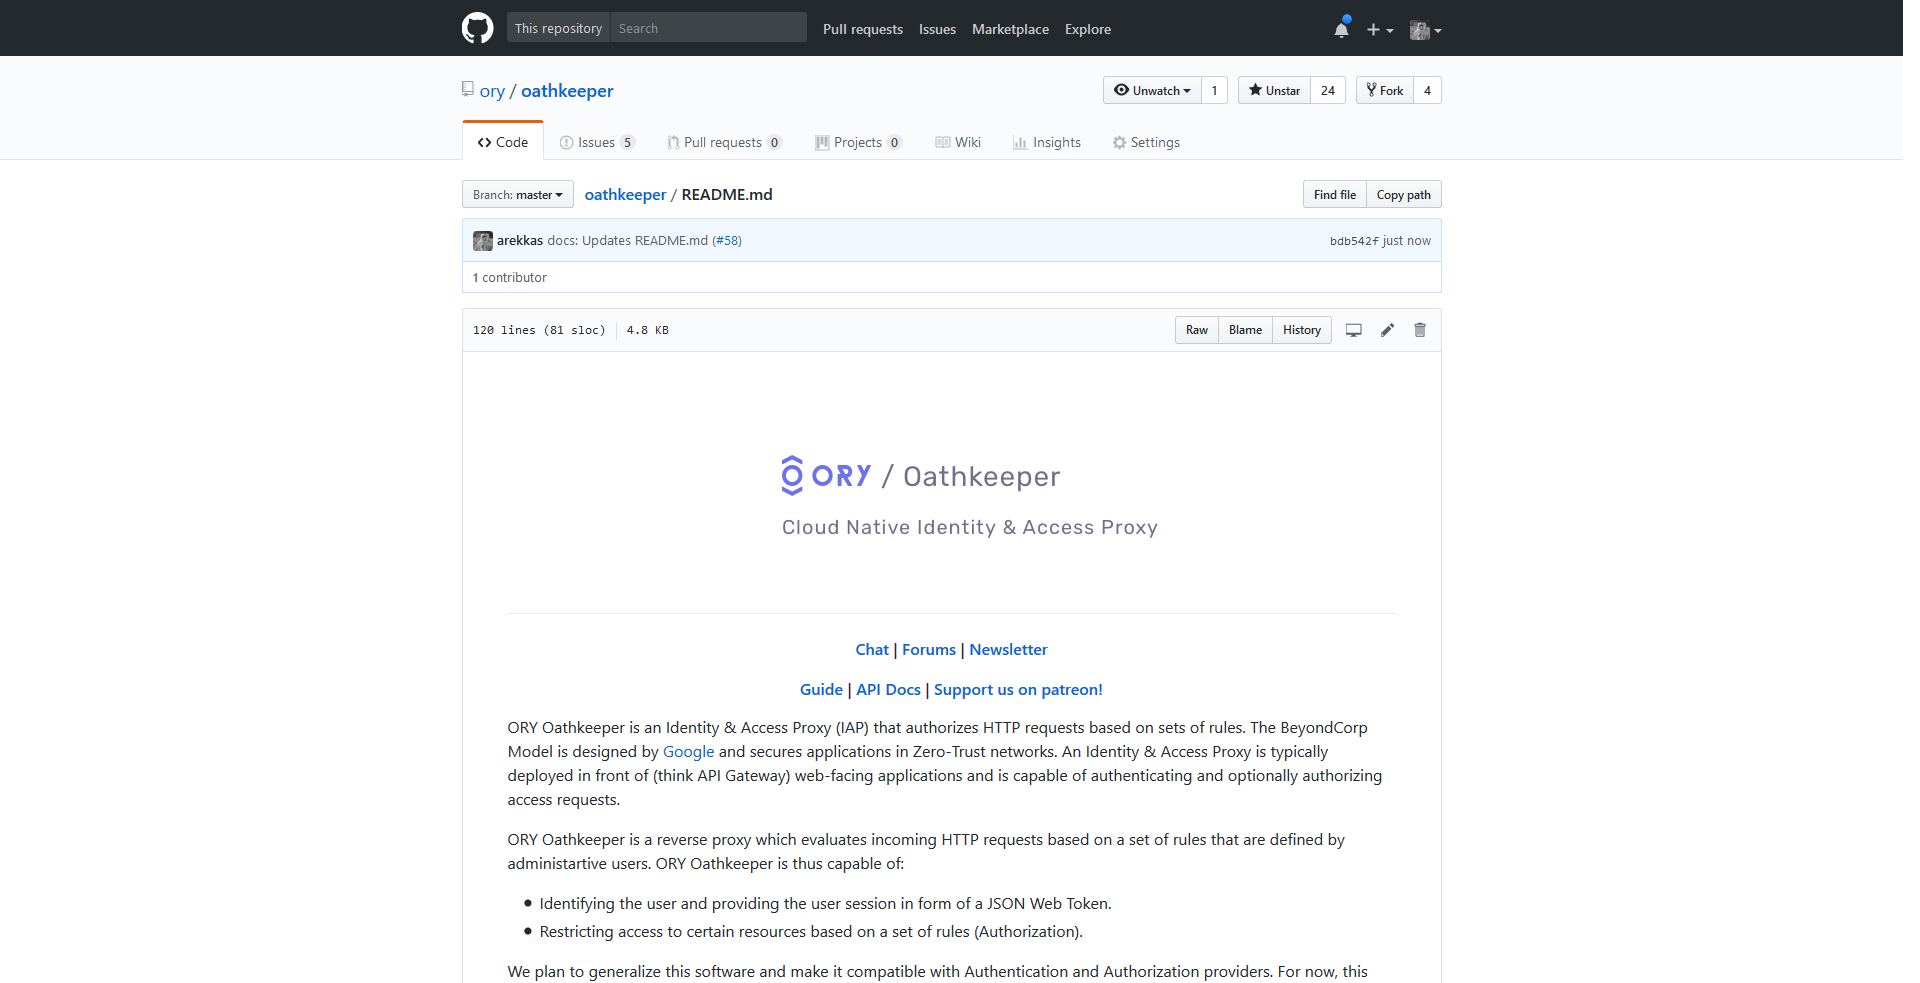 This repository Search Pull requests Issues Marketplace Explore
ory / oathkeeper Unwatch 1 Unstar 24 Fork 4
Code Issues 5 Pull requests 0 Projects 0 Wiki Insights Settings
Branch: master oathkeeper / README.md Find file Copy path
arekkas docs: Updates README.md (#58) bdb542f just now
1 contributor
120 lines (81 sloc) 4.8 KB Raw Blame History
ORY / Oathkeeper
Cloud Native Identity & Access Proxy
Chat | Forums | Newsletter
Guide | API Docs | Support us on patreon!
ORY Oathkeeper is an Identity & Access Proxy (IAP) that authorizes HTTP requests based on sets of rules. The BeyondCorp
Model is designed by Google and secures applications in Zero-Trust networks. An Identity & Access Proxy is typically
deployed in front of (think API Gateway) web-facing applications and is capable of authenticating and optionally authorizing
access requests.
ORY Oathkeeper is a reverse proxy which evaluates incoming HTTP requests based on a set of rules that are defined by
administartive users. ORY Oathkeeper is thus capable of:
• Identifying the user and providing the user session in form of a JSON Web Token.
• Restricting access to certain resources based on a set of rules (Authorization).
We plan to generalize this software and make it compatible with Authentication and Authorization providers. For now, this